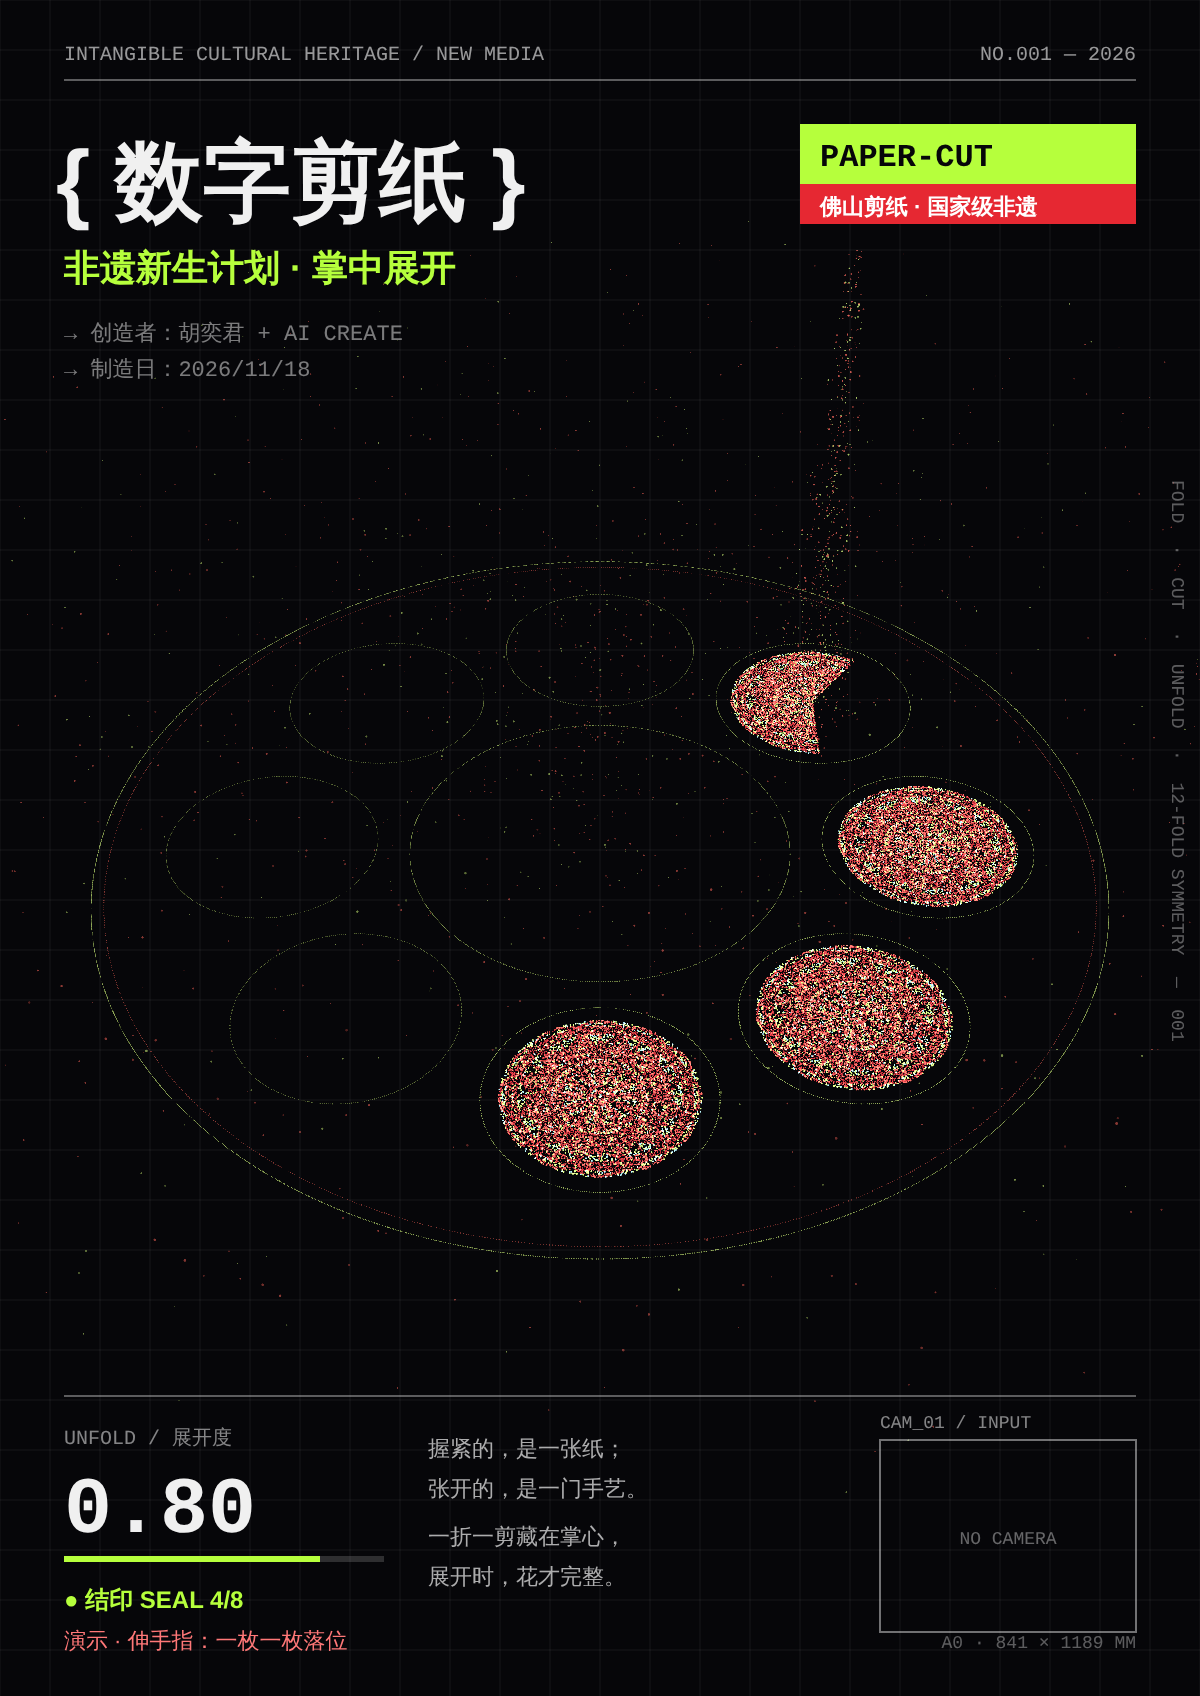 INTANGIBLE CULTURAL HERITAGE / NEW MEDIA
NO.001 — 2026
{ 数字剪纸 }
PAPER-CUT
佛山剪纸 · 国家级非遗
非遗新生计划 · 掌中展开
→ 创造者：胡奕君 + AI CREATE
→ 制造日：2026/11/18
FOLD · CUT · UNFOLD · 12-FOLD SYMMETRY — 001
UNFOLD / 展开度
0.80
● 结印 SEAL 4/8
演示 · 伸手指：一枚一枚落位
握紧的，是一张纸；
张开的，是一门手艺。
一折一剪藏在掌心，
展开时，花才完整。
CAM_01 / INPUT
NO CAMERA
A0 · 841 × 1189 MM